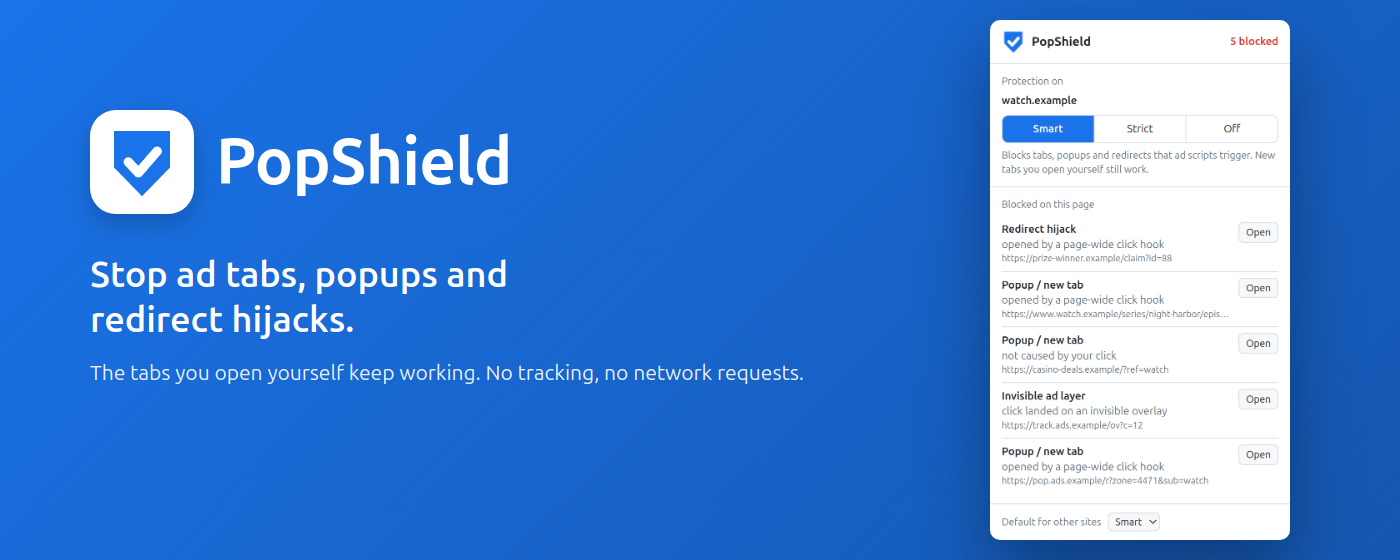 PopShield
Stop ad tabs, popups and
redirect hijacks.
The tabs you open yourself keep working. No tracking, no network requests.
PopShield
5 blocked
Protection on
watch.example
Smart
Strict
Off
Blocks tabs, popups and redirects that ad scripts trigger. New
tabs you open yourself still work.
Blocked on this page
Redirect hijack
Open
opened by a page-wide click hook
https://prize-winner.example/claim?id=88
Popup / new tab
Open
opened by a page-wide click hook
https://www.watch.example/series/night-harbor/epis...
Popup / new tab
Open
not caused by your click
https://casino-deals.example/?ref=watch
Invisible ad layer
Open
click landed on an invisible overlay
https://track.ads.example/ov?c=12
Popup / new tab
Open
opened by a page-wide click hook
https://pop.ads.example/r?zone=4471&sub=watch
Default for other sites
Smart